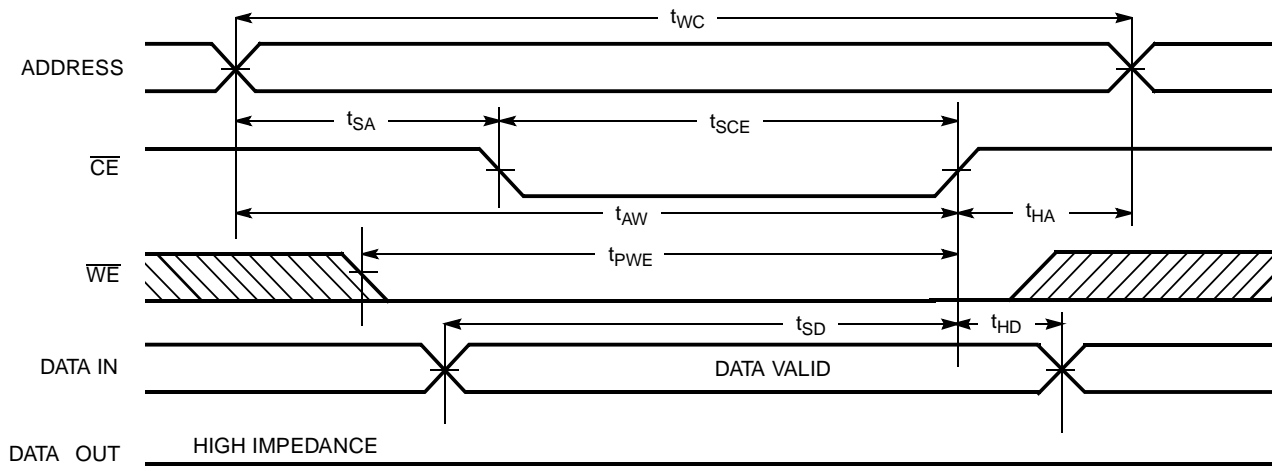 tWC
ADDRESS
tSA
tSCE
CE
tAW
tHA
WE
tPWE
tSD
tHD
DATA IN
DATA VALID
DATA OUT
HIGH IMPEDANCE